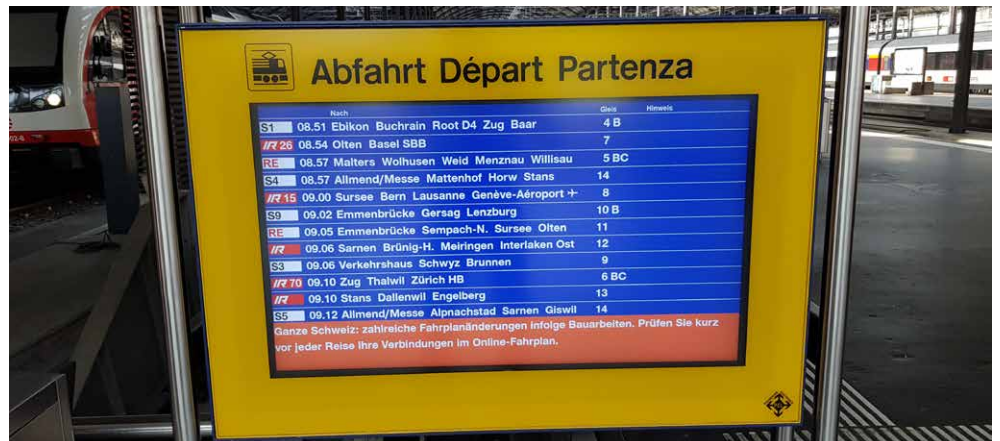 Abfahrt Départ Partenza
Nach Gleis Hinweis
S1 08.51 Ebikon Buchrain Root D4 Zug Baar 4 B
IR 26 08.54 Olten Basel SBB 7
RE 08.57 Malters Wolhusen Weid Menznau Willisau 5 BC
S4 08.57 Allmend/Messe Mattenhof Horw Stans 14
IR 15 09.00 Sursee Bern Lausanne Genève-Aéroport ✈ 8
S9 09.02 Emmenbrücke Gersag Lenzburg 10 B
RE 09.05 Emmenbrücke Sempach-N. Sursee Olten 11
IR 09.06 Sarnen Brünig-H. Meiringen Interlaken Ost 12
S3 09.06 Verkehrshaus Schwyz Brunnen 9
IR 70 09.10 Zug Thalwil Zürich HB 6 BC
IR 09.10 Stans Dallenwil Engelberg 13
S5 09.12 Allmend/Messe Alpnachstad Sarnen Giswil 14
Ganze Schweiz: zahlreiche Fahrplanänderungen infolge Bauarbeiten. Prüfen Sie kurz
vor jeder Reise Ihre Verbindungen im Online-Fahrplan.